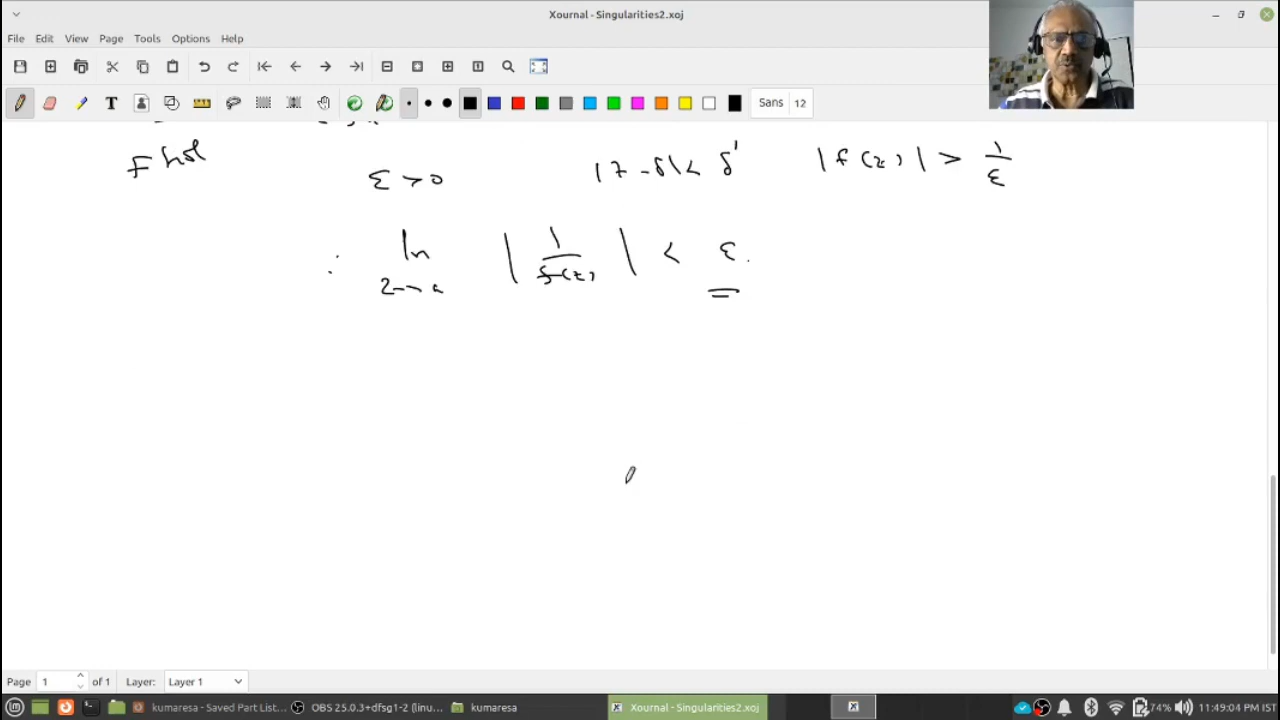 Xournal - Singularities2.xoj
File Edit View Page Tools Options Help
Sans 12
F hol
ε > 0 |z - δ| < δ' |f(z)| > 1/ε
∴ lim z→a |1/f(z)| < ε.
Page 1 of 1 Layer: Layer 1
kumaresa - Saved Part List... OBS 25.0.3+dfsg1-2 (linu... kumaresa Xournal - Singularities2.xoj 74% 11:49:04 PM IST